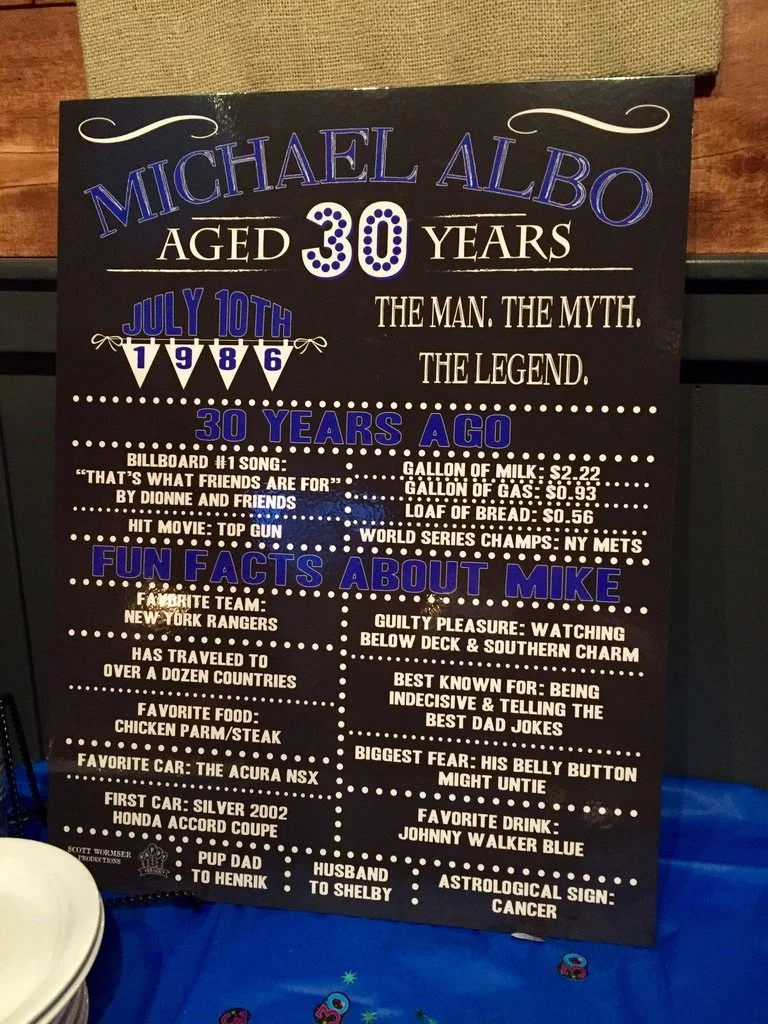 MICHAEL ALBO
AGED 30 YEARS
JULY 10TH
1986
THE MAN. THE MYTH.
THE LEGEND.
30 YEARS AGO
BILLBOARD #1 SONG:
"THAT'S WHAT FRIENDS ARE FOR"
BY DIONNE AND FRIENDS
HIT MOVIE: TOP GUN
GALLON OF MILK: $2.22
GALLON OF GAS: $0.93
LOAF OF BREAD: $0.56
WORLD SERIES CHAMPS: NY METS
FUN FACTS ABOUT MIKE
FAVORITE TEAM:
NEW YORK RANGERS
HAS TRAVELED TO
OVER A DOZEN COUNTRIES
FAVORITE FOOD:
CHICKEN PARM/STEAK
FAVORITE CAR: THE ACURA NSX
FIRST CAR: SILVER 2002
HONDA ACCORD COUPE
GUILTY PLEASURE: WATCHING
BELOW DECK & SOUTHERN CHARM
BEST KNOWN FOR: BEING
INDECISIVE & TELLING THE
BEST DAD JOKES
BIGGEST FEAR: HIS BELLY BUTTON
MIGHT UNTIE
FAVORITE DRINK:
JOHNNY WALKER BLUE
SCOTT WORMSER
PRODUCTIONS
PUP DAD
TO HENRIK
HUSBAND
TO SHELBY
ASTROLOGICAL SIGN:
CANCER
30
30